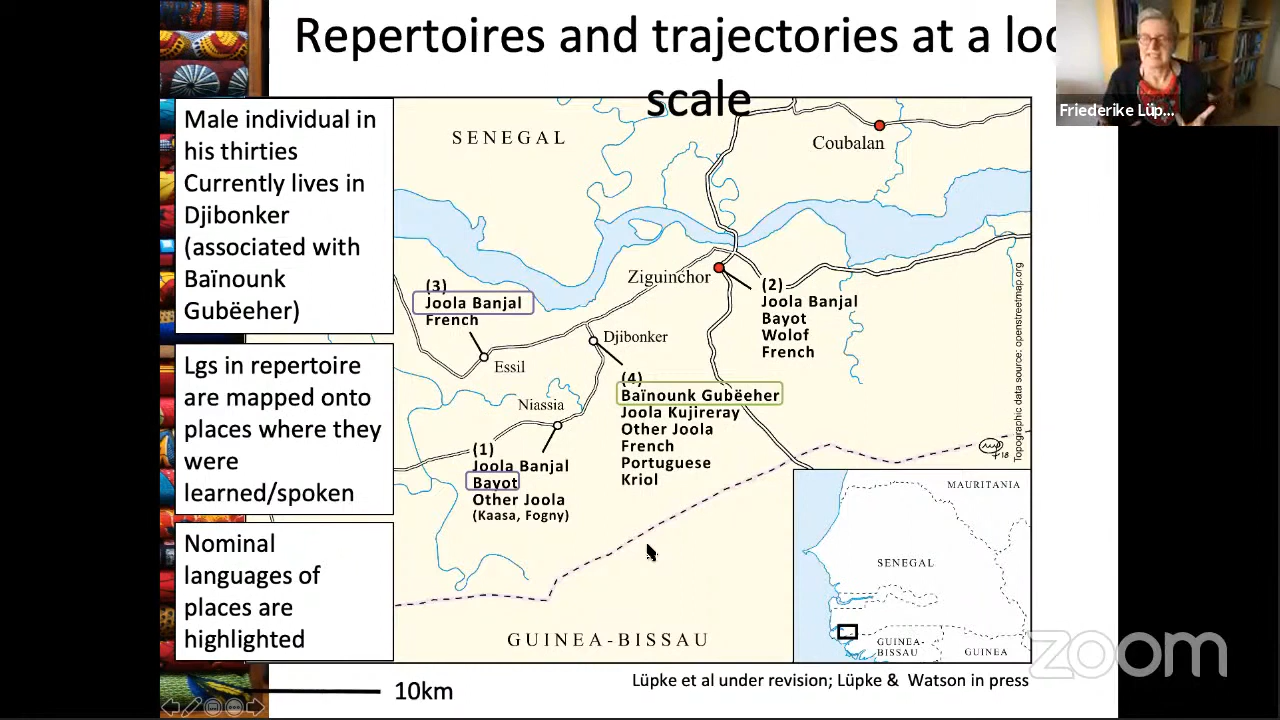 Repertoires and trajectories at a loc
scale
Friederike Lüp...
Male individual in
his thirties
Currently lives in
Djibonker
(associated with
Baïnounk
Gubëeher)
Lgs in repertoire
are mapped onto
places where they
were
learned/spoken
Nominal
languages of
places are
highlighted
SENEGAL
Coubalan
Ziguinchor
(3)
Joola Banjal
French
Essil
(2)
Joola Banjal
Bayot
Wolof
French
Djibonker
(4)
Baïnounk Gubëeher
Joola Kujireray
Other Joola
French
Portuguese
Kriol
Niassia
(1)
Joola Banjal
Bayot
Other Joola
(Kaasa, Fogny)
GUINEA-BISSAU
Topographic data source: openstreetmap.org
MAURITANIA
SENEGAL
GUINEA-
BISSAU
GUINEA
10km
Lüpke et al under revision; Lüpke & Watson in press
zoom